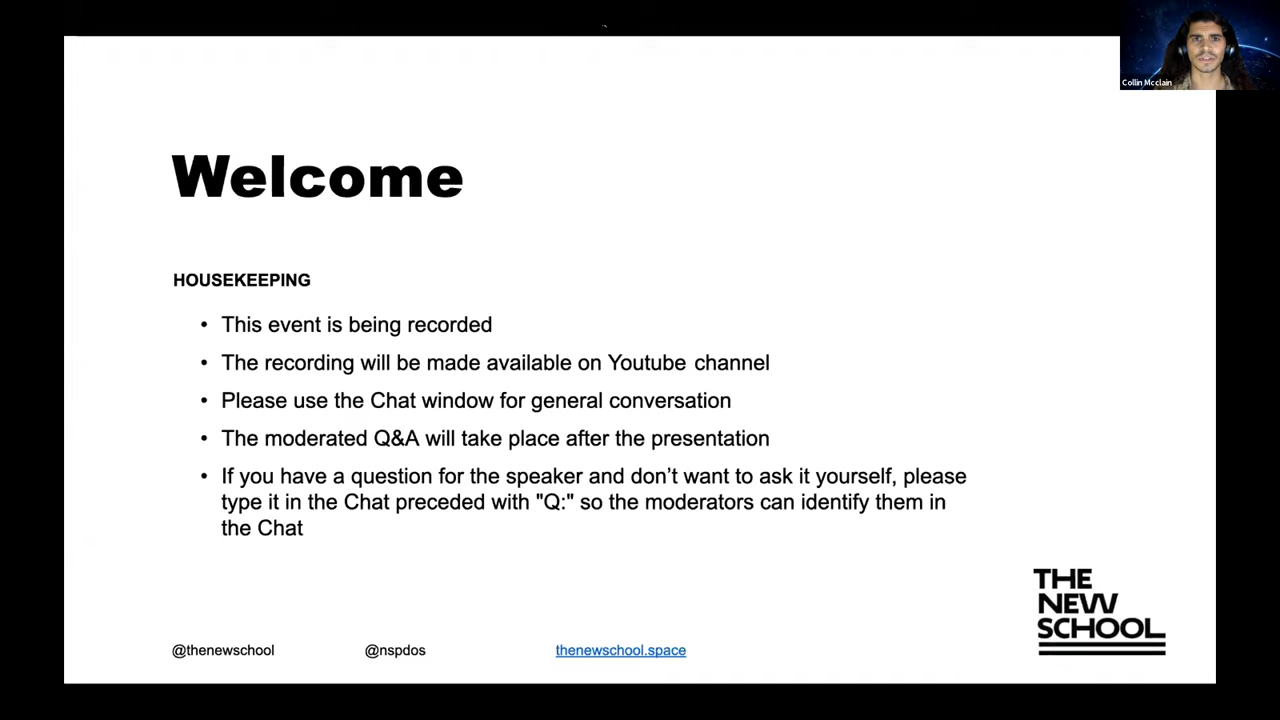 Collin Mcclain
Welcome
HOUSEKEEPING
• This event is being recorded
• The recording will be made available on Youtube channel
• Please use the Chat window for general conversation
• The moderated Q&A will take place after the presentation
• If you have a question for the speaker and don’t want to ask it yourself, please
type it in the Chat preceded with "Q:" so the moderators can identify them in
the Chat
THE
NEW
SCHOOL
@thenewschool @nspdos thenewschool.space